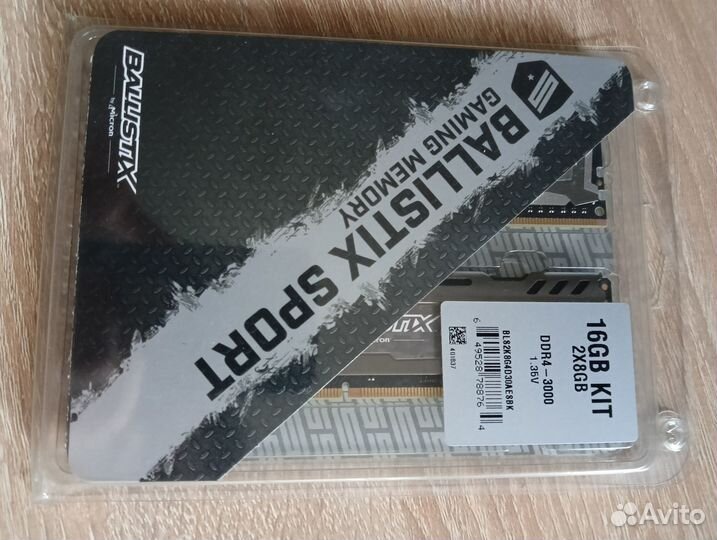 BALLISTIX
by Micron
BALLISTIX SPORT
GAMING MEMORY
16GB KIT
2X8GB
DDR4-3000
1.35V
BLS2K8G4D30AESBK
6 49528 78876 4
401837
Avito